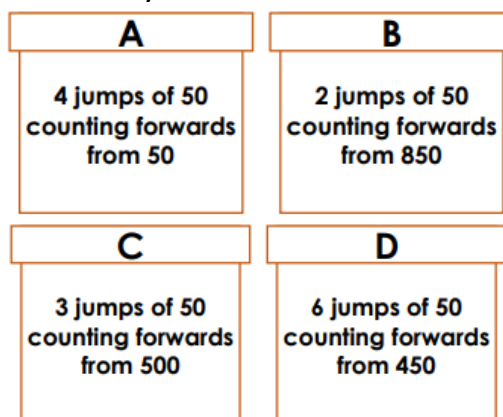 A
4 jumps of 50
counting forwards
from 50
B
2 jumps of 50
counting forwards
from 850
C
3 jumps of 50
counting forwards
from 500
D
6 jumps of 50
counting forwards
from 450